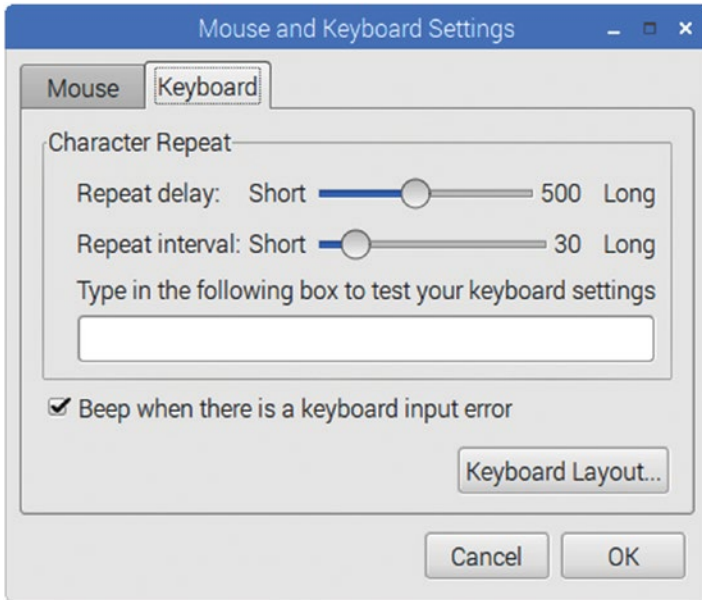 Mouse and Keyboard Settings
Mouse Keyboard
Character Repeat
Repeat delay: Short 500 Long
Repeat interval: Short 30 Long
Type in the following box to test your keyboard settings
Beep when there is a keyboard input error
Keyboard Layout...
Cancel OK